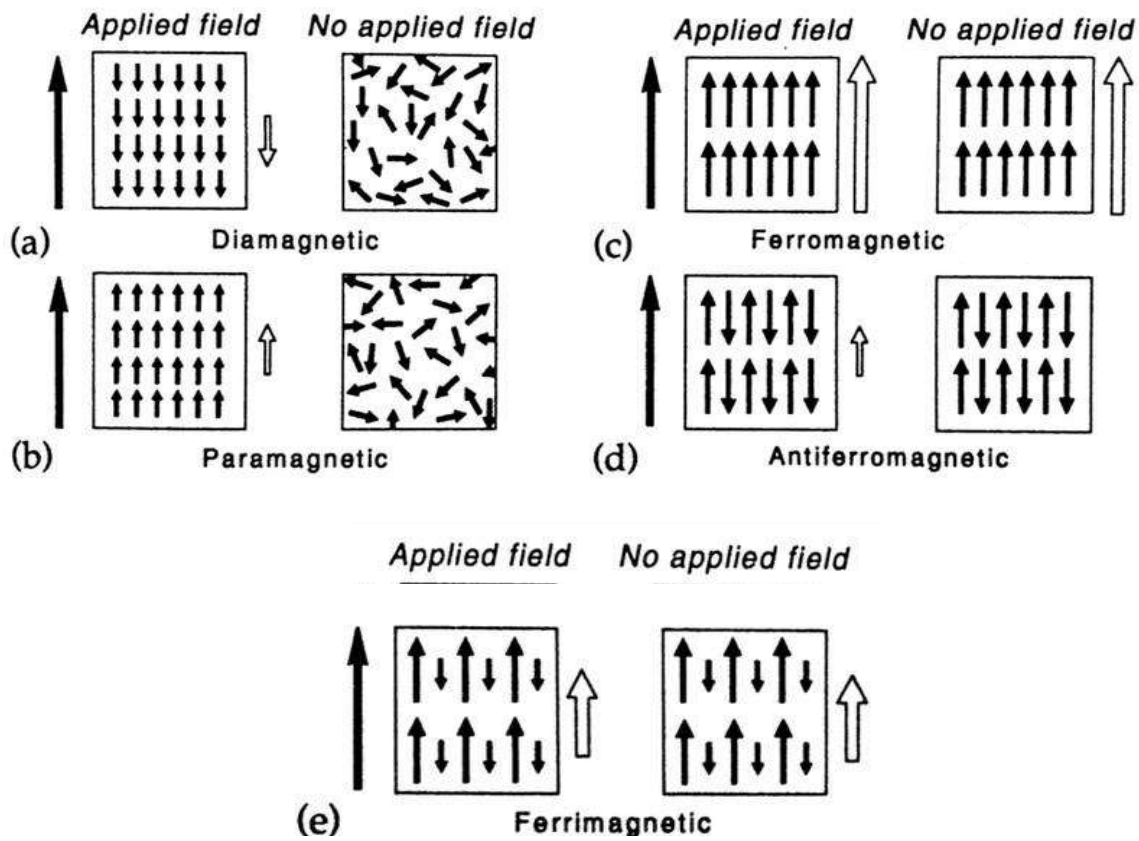 Applied field No applied field
(a) Diamagnetic
(b) Paramagnetic
Applied field No applied field
(c) Ferromagnetic
(d) Antiferromagnetic
Applied field No applied field
(e) Ferrimagnetic